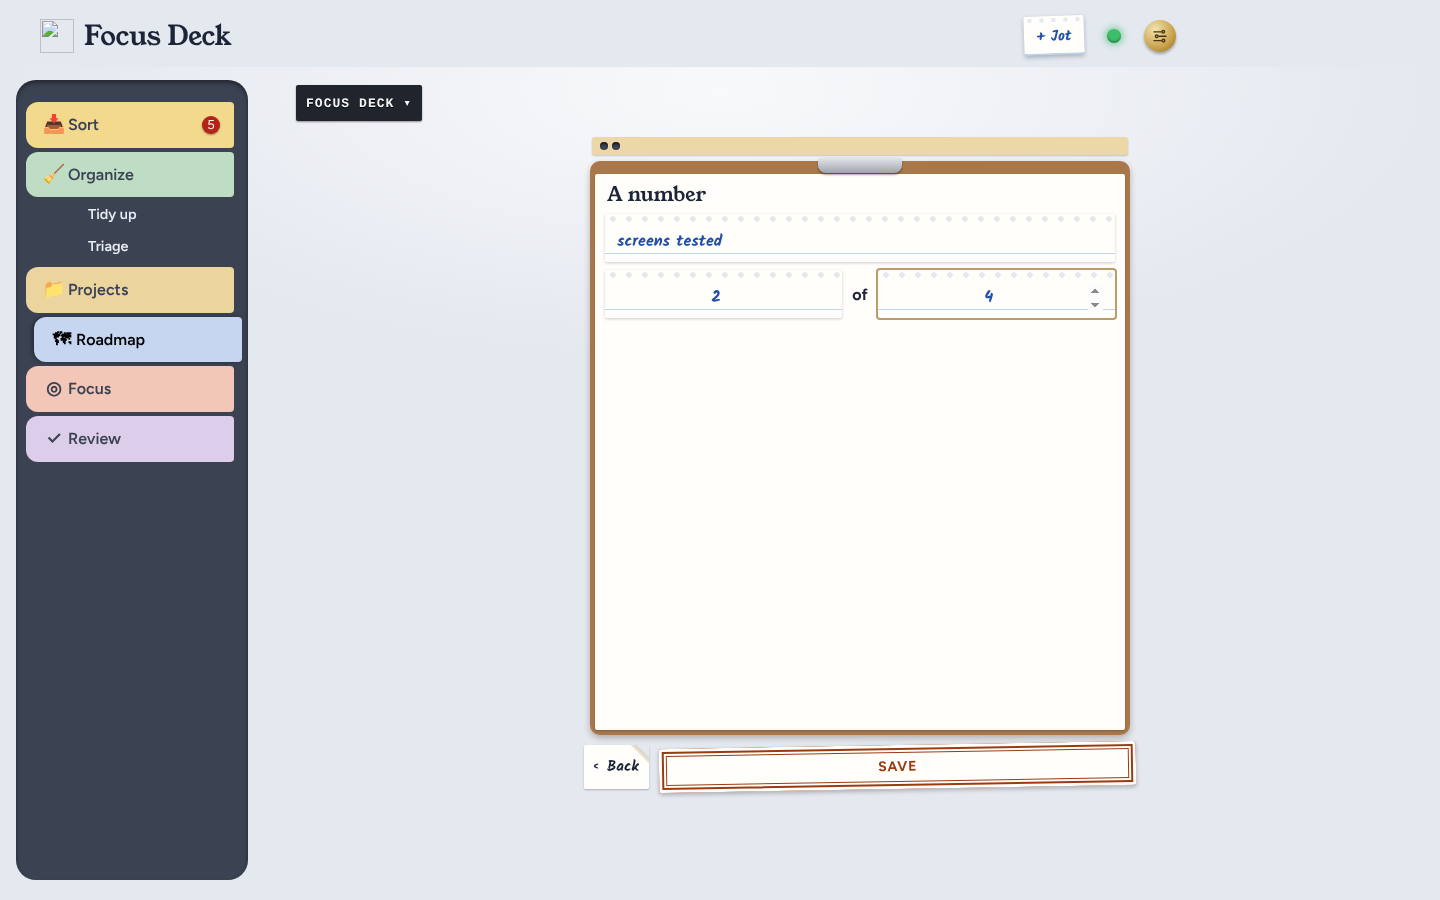 Focus Deck
+ Jot
Sort
5
Organize
Tidy up
Triage
Projects
Roadmap
Focus
Review
FOCUS DECK ▾
A number
screens tested
2 of 4
< Back
SAVE